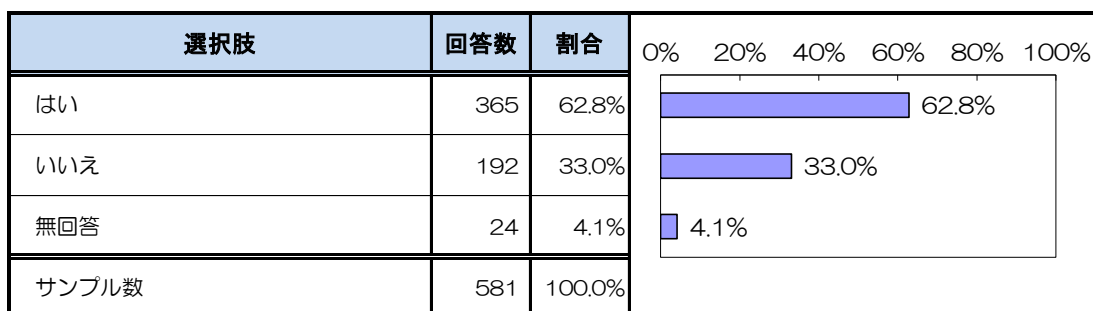 選択肢 回答数 割合
はい 365 62.8%
いいえ 192 33.0%
無回答 24 4.1%
サンプル数 581 100.0%
0% 20% 40% 60% 80% 100%
62.8%
33.0%
4.1%